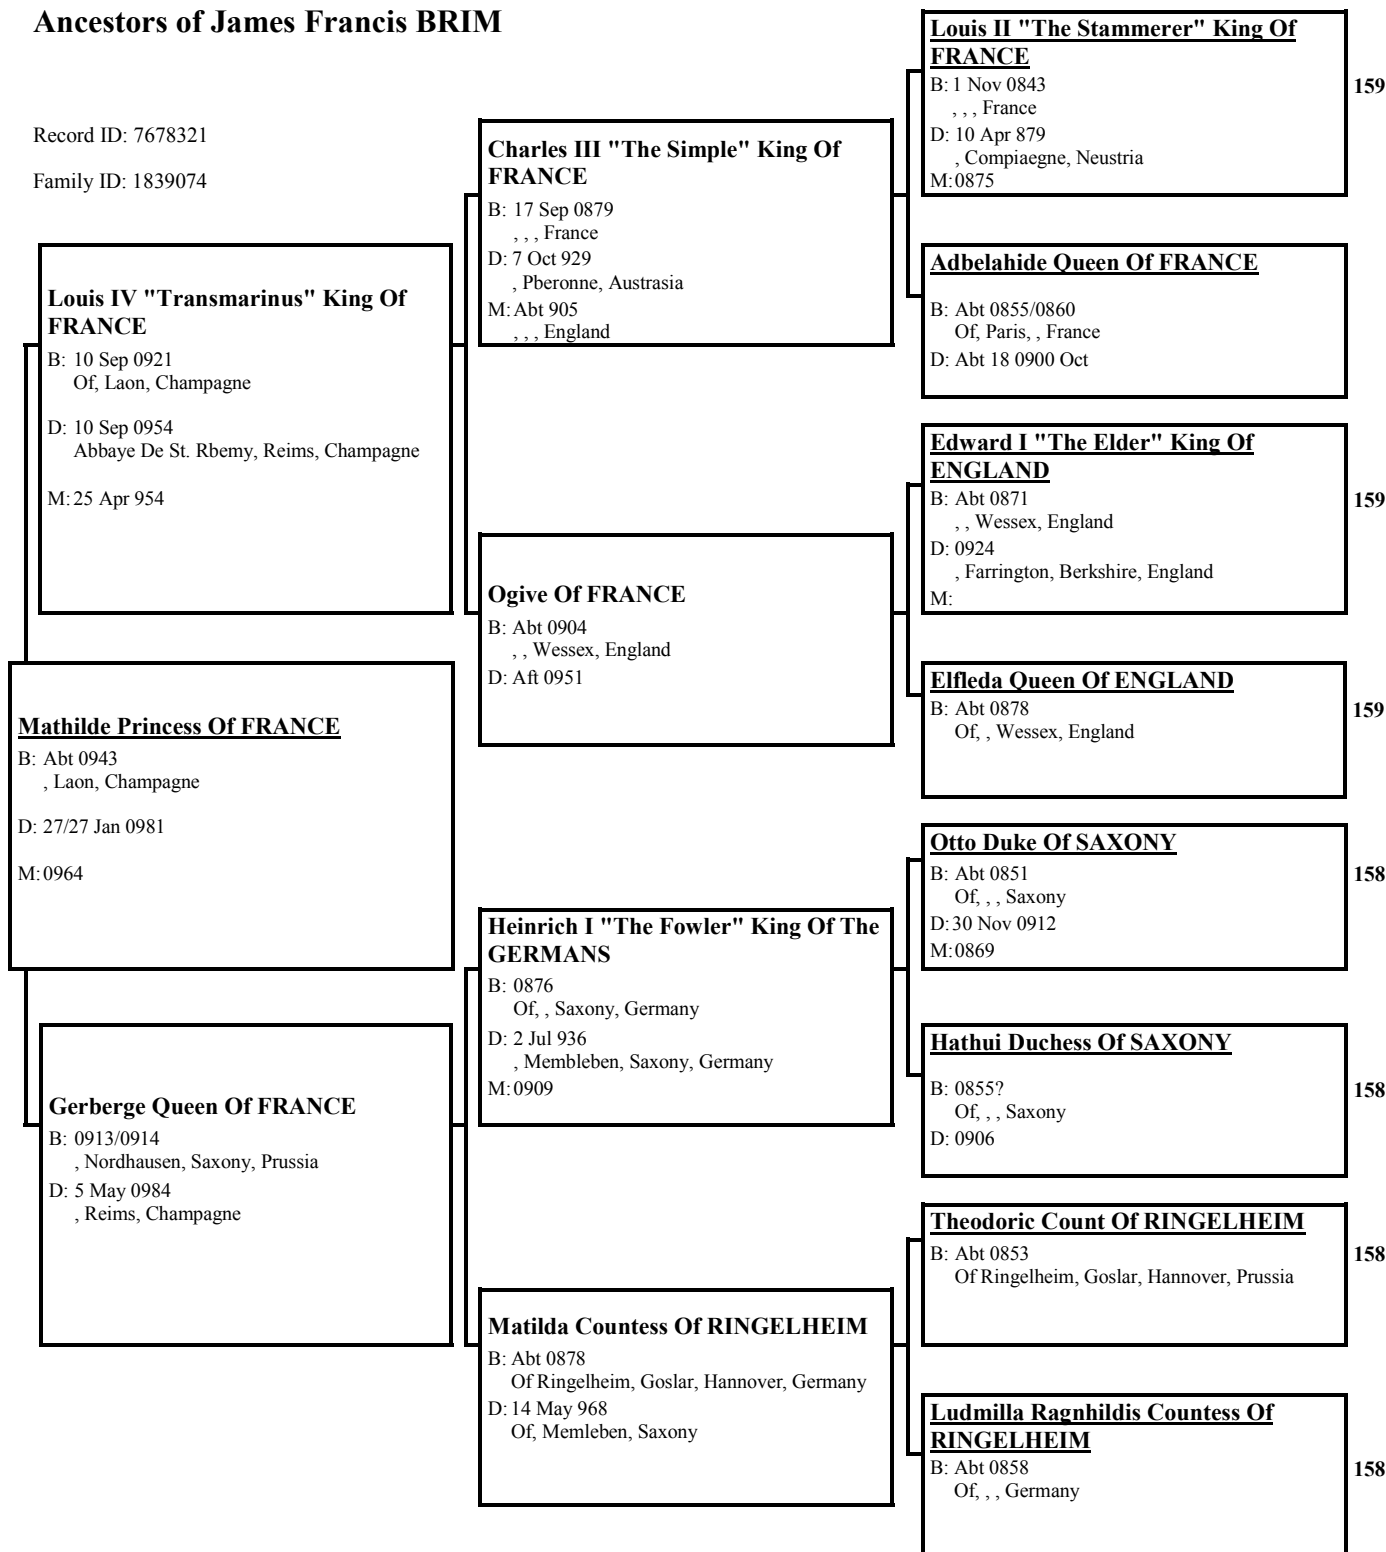 Ancestors of James Francis BRIM
Record ID: 7678321
Family ID: 1839074
Louis IV "Transmarinus" King Of
FRANCE
B: 10 Sep 0921
Of, Laon, Champagne
D: 10 Sep 0954
Abbaye De St. Rbemy, Reims, Champagne
M: 25 Apr 954
Mathilde Princess Of FRANCE
B: Abt 0943
, Laon, Champagne
D: 27/27 Jan 0981
M: 0964
Gerberge Queen Of FRANCE
B: 0913/0914
, Nordhausen, Saxony, Prussia
D: 5 May 0984
, Reims, Champagne
Charles III "The Simple" King Of
FRANCE
B: 17 Sep 0879
, , , France
D: 7 Oct 929
, Pberonne, Austrasia
M: Abt 905
, , , England
Ogive Of FRANCE
B: Abt 0904
, , Wessex, England
D: Aft 0951
Heinrich I "The Fowler" King Of The
GERMANS
B: 0876
Of, , Saxony, Germany
D: 2 Jul 936
, Membleben, Saxony, Germany
M: 0909
Matilda Countess Of RINGELHEIM
B: Abt 0878
Of Ringelheim, Goslar, Hannover, Germany
D: 14 May 968
Of, Memleben, Saxony
Louis II "The Stammerer" King Of
FRANCE
B: 1 Nov 0843
, , , France
D: 10 Apr 879
, Compiaegne, Neustria
M: 0875
159
Adbelahide Queen Of FRANCE
B: Abt 0855/0860
Of, Paris, , France
D: Abt 18 0900 Oct
Edward I "The Elder" King Of
ENGLAND
B: Abt 0871
, , Wessex, England
D: 0924
, Farrington, Berkshire, England
M:
159
Elfleda Queen Of ENGLAND
B: Abt 0878
Of, , Wessex, England
159
Otto Duke Of SAXONY
B: Abt 0851
Of, , , Saxony
D: 30 Nov 0912
M: 0869
158
Hathui Duchess Of SAXONY
B: 0855?
Of, , , Saxony
D: 0906
158
Theodoric Count Of RINGELHEIM
B: Abt 0853
Of Ringelheim, Goslar, Hannover, Prussia
158
Ludmilla Ragnhildis Countess Of
RINGELHEIM
B: Abt 0858
Of, , , Germany
158